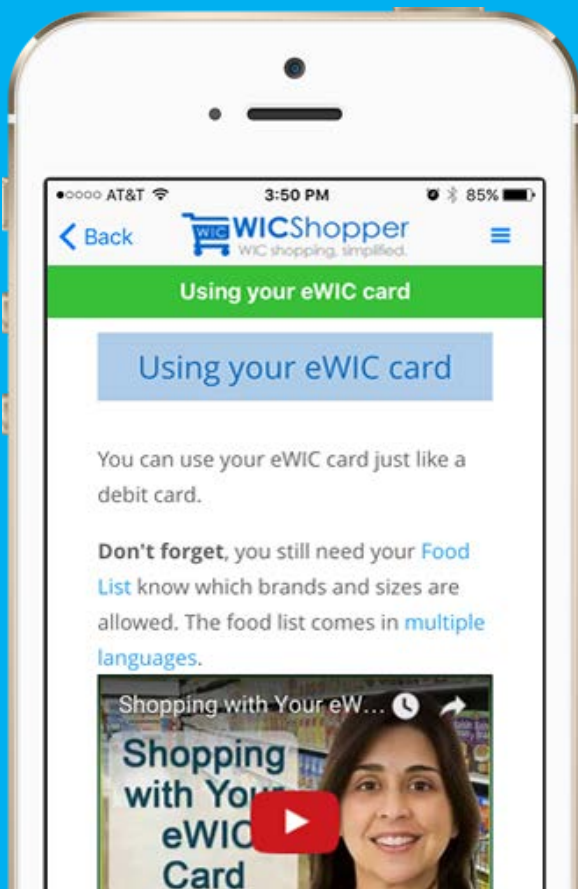 AT&T 3:50 PM 85%
Back WIC WICShopper
WIC shopping, simplified.
Using your eWIC card
Using your eWIC card
You can use your eWIC card just like a
debit card.
Don't forget, you still need your Food
List know which brands and sizes are
allowed. The food list comes in multiple
languages.
Shopping with Your eW...
Shopping
with Your
eWIC
Card